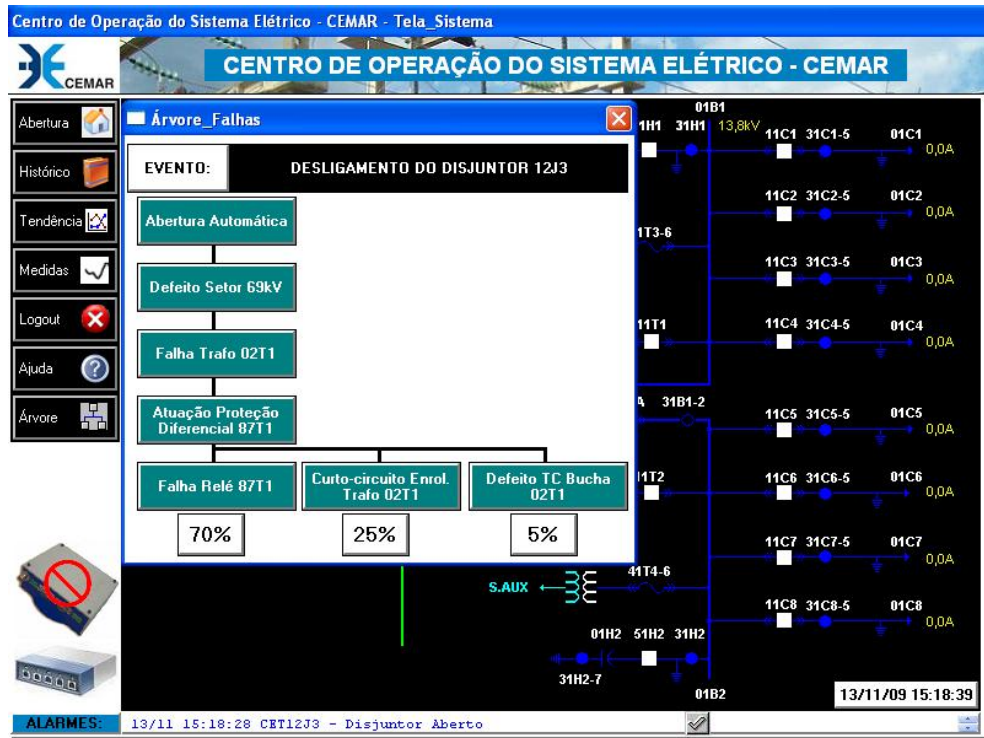 Centro de Operação do Sistema Elétrico - CEMAR - Tela_Sistema
CEMAR
CENTRO DE OPERAÇÃO DO SISTEMA ELÉTRICO - CEMAR
Abertura
Histórico
Tendência
Medidas
Logout
Ajuda
Árvore
Árvore_Falhas
EVENTO:
DESLIGAMENTO DO DISJUNTOR 12J3
Abertura Automática
Defeito Setor 69kV
Falha Trafo 02T1
Atuação Proteção
Diferencial 87T1
Falha Relé 87T1
Curto-circuito Enrol.
Trafo 02T1
Defeito TC Bucha
02T1
70%
25%
5%
01B1
1H1 31H1 13,8kV
11C1 31C1-5 01C1
0,0A
11C2 31C2-5 01C2
0,0A
1T3-6
11C3 31C3-5 01C3
0,0A
11T1
11C4 31C4-5 01C4
0,0A
31B1-2
11C5 31C5-5 01C5
0,0A
11C6 31C6-5 01C6
0,0A
11C7 31C7-5 01C7
0,0A
S.AUX
41T4-6
11C8 31C8-5 01C8
0,0A
01H2 51H2 31H2
31H2-7
01B2
13/11/09 15:18:39
ALARMES:
13/11 15:18:28 CET12J3 - Disjuntor Aberto